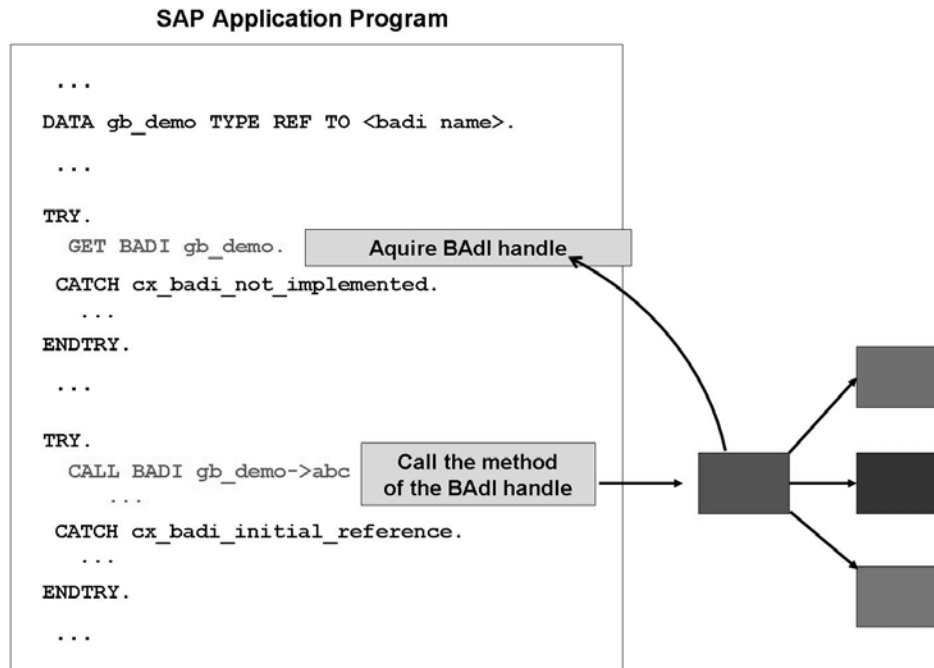 SAP Application Program
...
DATA gb_demo TYPE REF TO <badi name>.
...
TRY.
GET BADI gb_demo.
Aquire BAdI handle
CATCH cx_badi_not_implemented.
...
ENDTRY.
...
TRY.
CALL BADI gb_demo->abc
...
Call the method
of the BAdI handle
CATCH cx_badi_initial_reference.
...
ENDTRY.
...